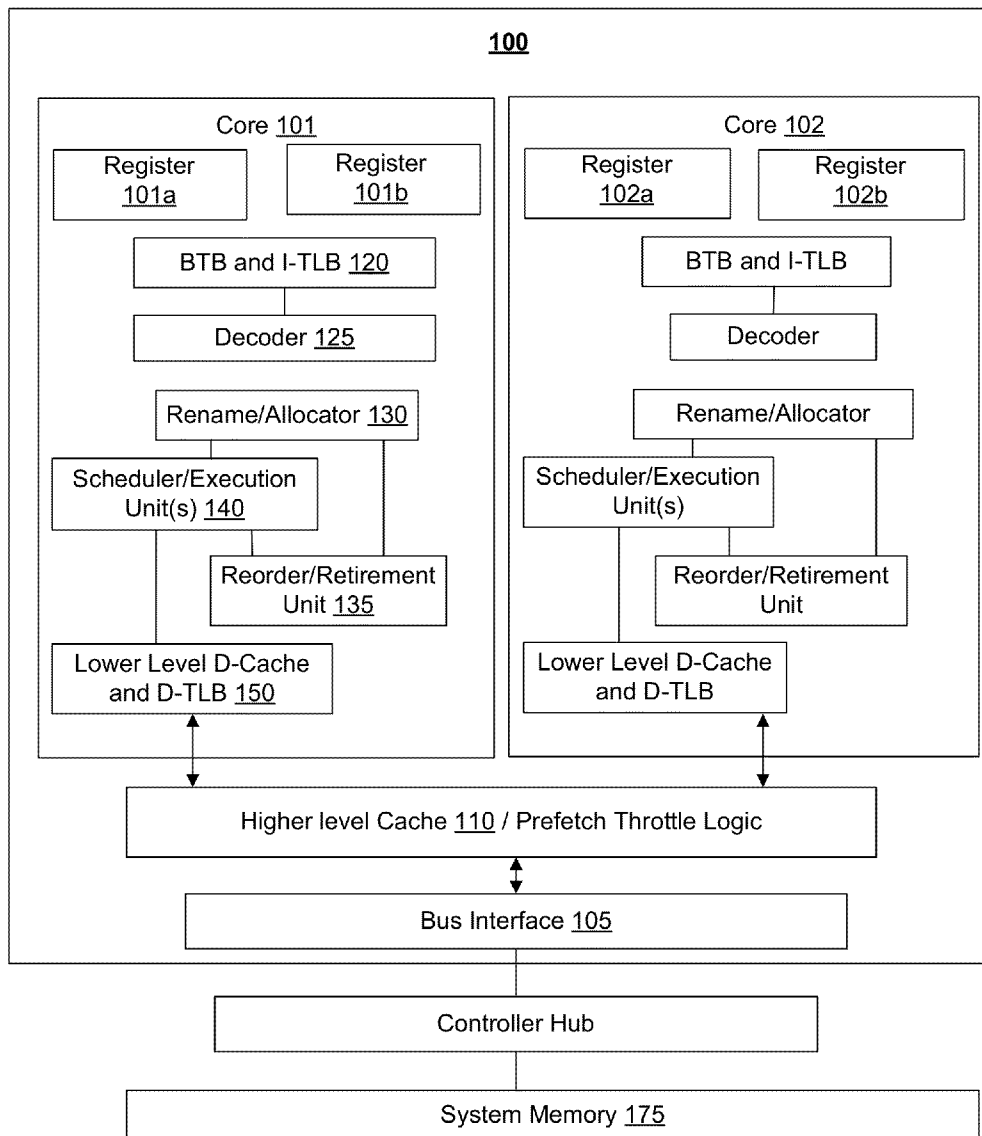 100
Core 101
Register
101a
Register
101b
BTB and I-TLB 120
Decoder 125
Rename/Allocator 130
Scheduler/Execution
Unit(s) 140
Reorder/Retirement
Unit 135
Lower Level D-Cache
and D-TLB 150
Core 102
Register
102a
Register
102b
BTB and I-TLB
Decoder
Rename/Allocator
Scheduler/Execution
Unit(s)
Reorder/Retirement
Unit
Lower Level D-Cache
and D-TLB
Higher level Cache 110 / Prefetch Throttle Logic
Bus Interface 105
Controller Hub
System Memory 175